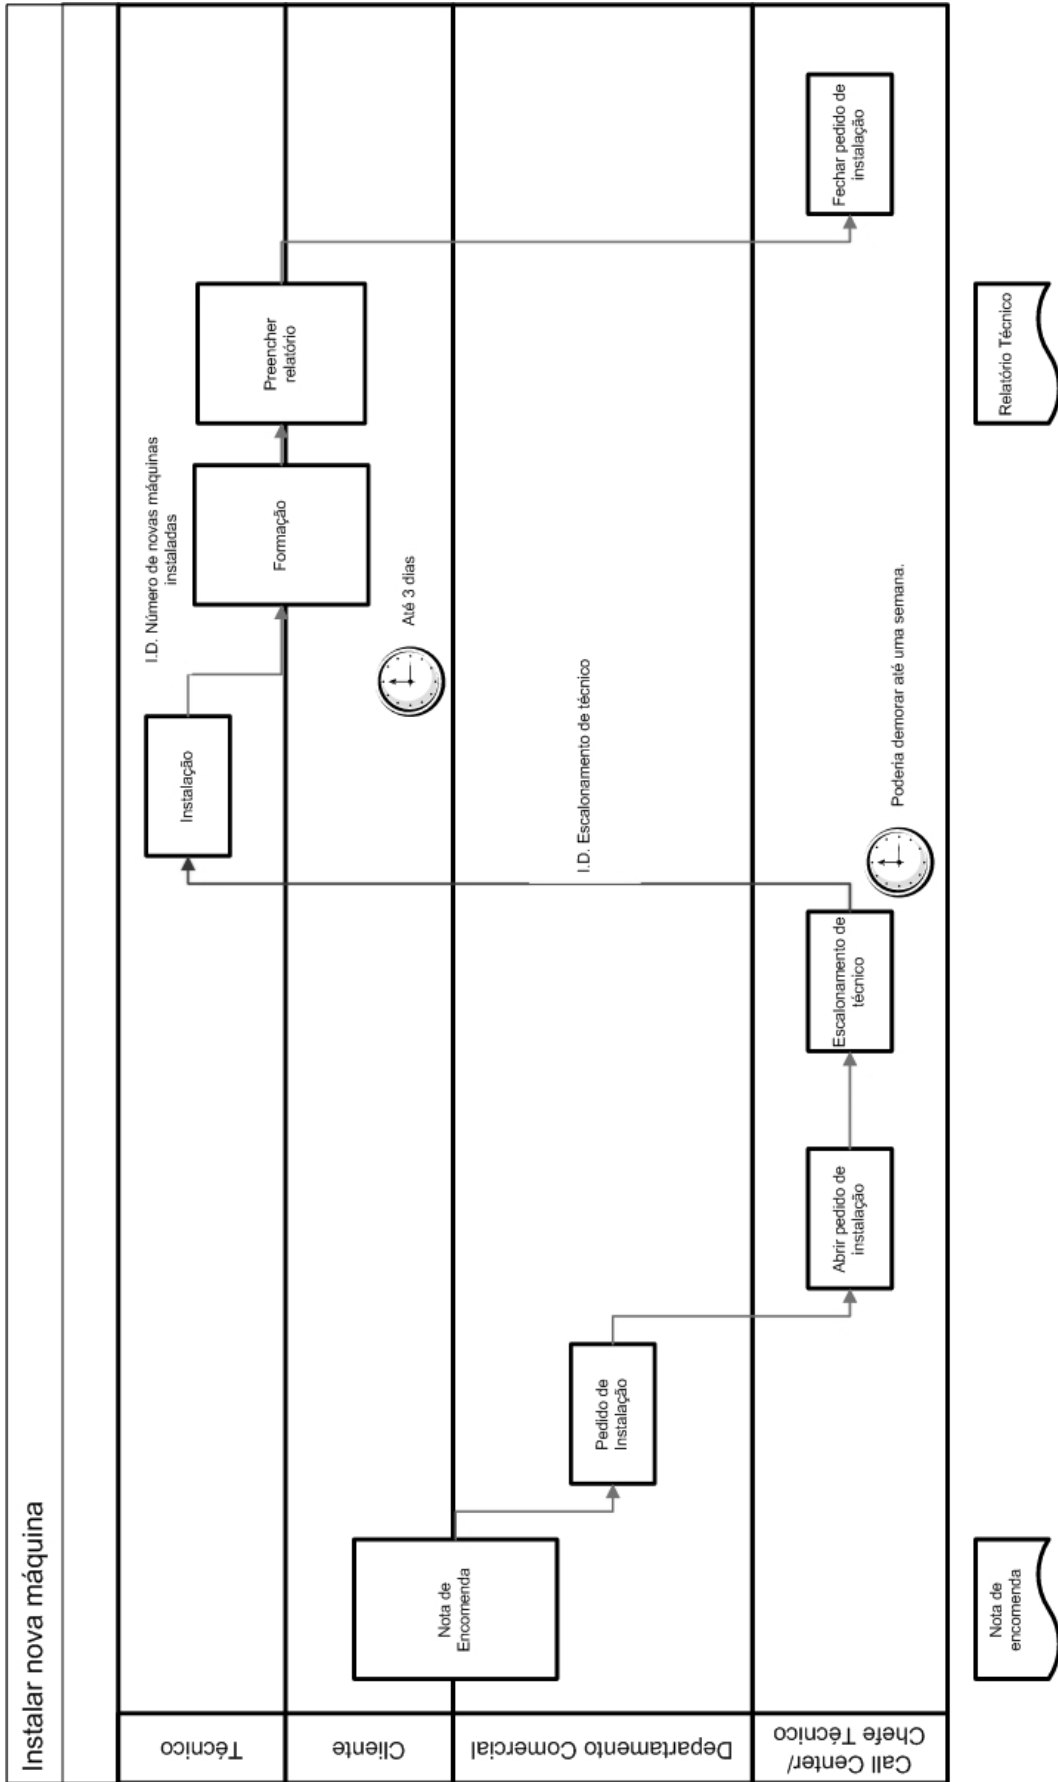 Instalar nova máquina
Técnico
Cliente
Departamento Comercial
Call Center/
Chefe Técnico
Nota de
Encomenda
Pedido de
Instalação
Abrir pedido de
instalação
Escalonamento de
técnico
Poderia demorar até uma semana.
I.D. Escalonamento de técnico
Instalação
Até 3 dias
I.D. Número de novas máquinas
instaladas
Formação
Preencher
relatório
Fechar pedido de
instalação
Nota de
encomenda
Relatório Técnico